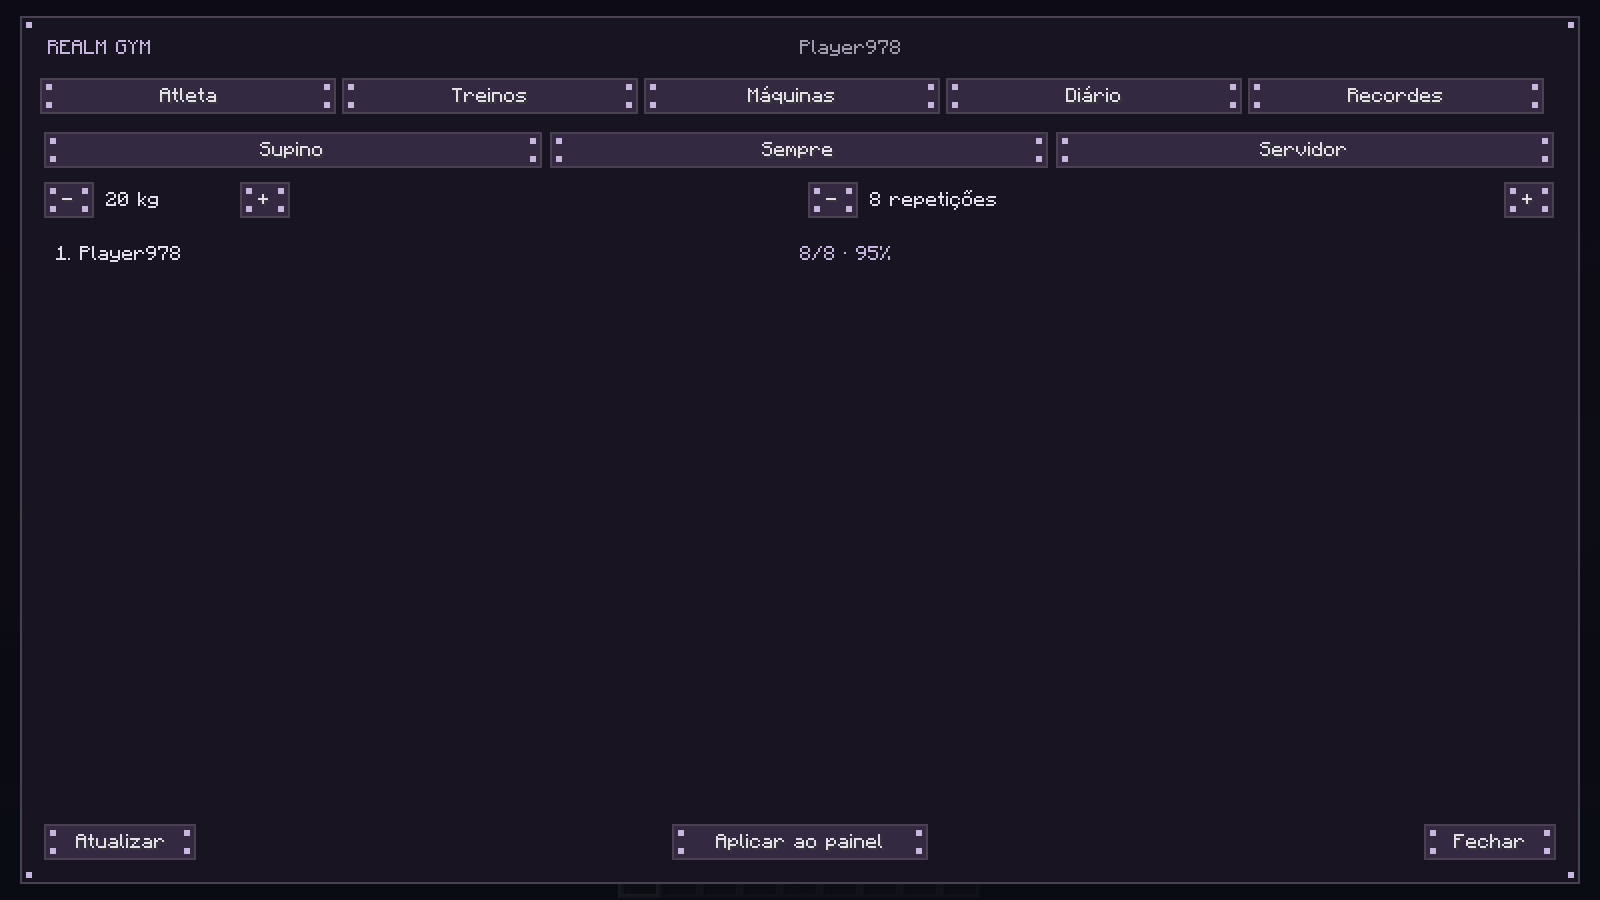 REALM GYM Player978
Atleta Treinos Máquinas Diário Recordes
Supino Sempre Servidor
- 20 kg + - 8 repetições +
1. Player978 8/8 · 95%
Atualizar Aplicar ao painel Fechar